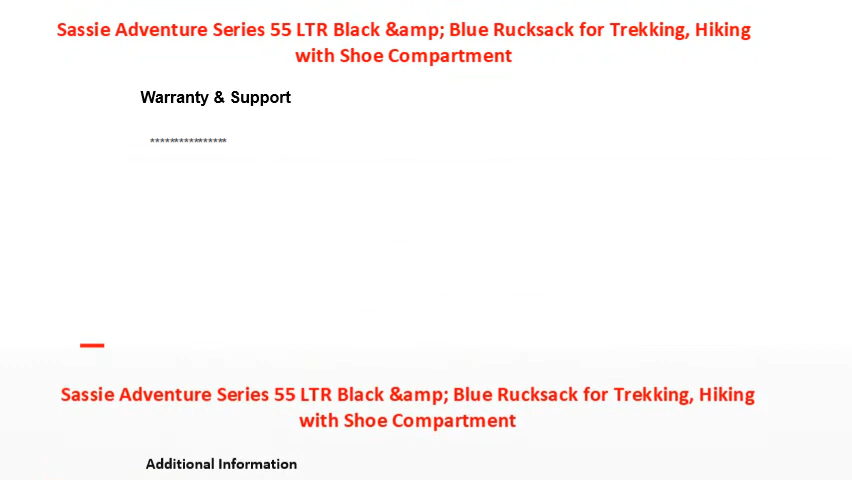 Sassie Adventure Series 55 LTR Black &amp; Blue Rucksack for Trekking, Hiking
with Shoe Compartment
Warranty & Support
****************
Sassie Adventure Series 55 LTR Black &amp; Blue Rucksack for Trekking, Hiking
with Shoe Compartment
Additional Information